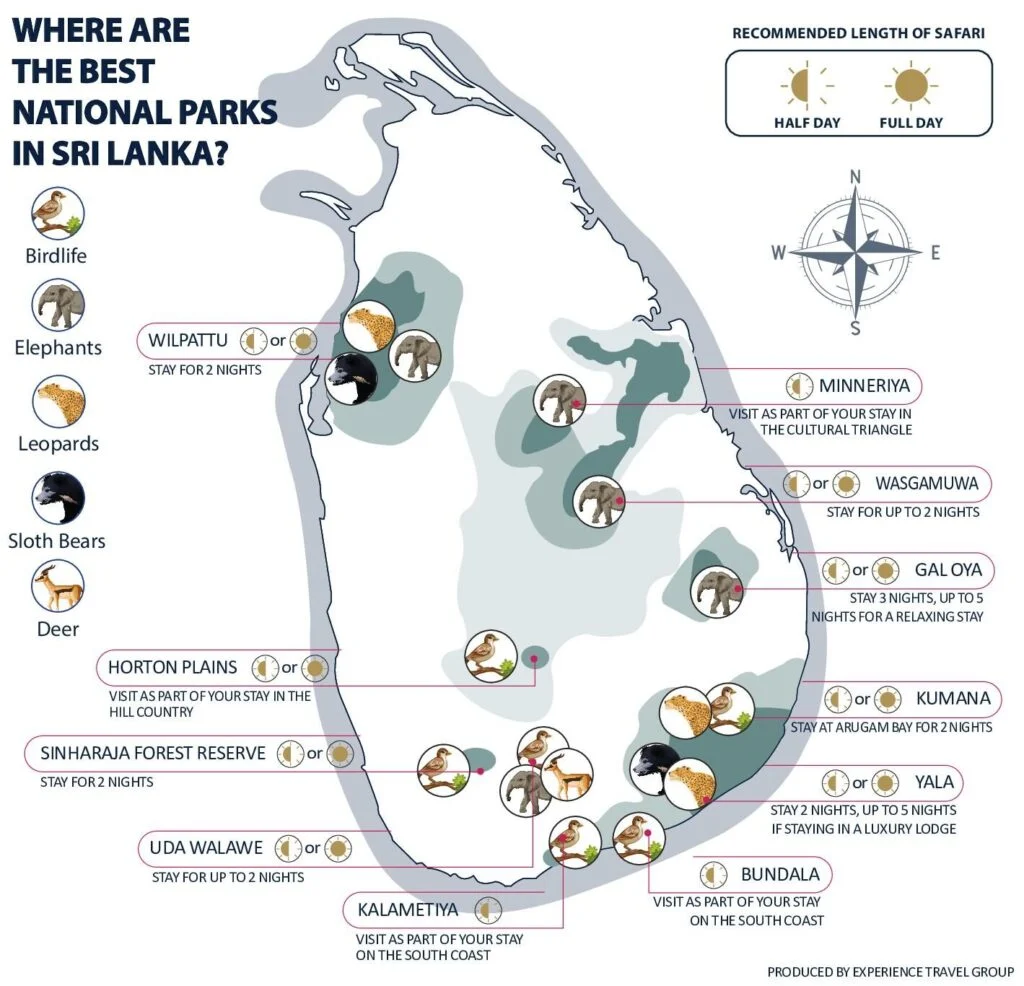 WHERE ARE
THE BEST
NATIONAL PARKS
IN SRI LANKA?
RECOMMENDED LENGTH OF SAFARI
HALF DAY
FULL DAY
N
W
E
S
Birdlife
Elephants
Leopards
Sloth Bears
Deer
WILPATTU or
STAY FOR 2 NIGHTS
MINNERIYA
VISIT AS PART OF YOUR STAY IN
THE CULTURAL TRIANGLE
or WASGAMUWA
STAY FOR UP TO 2 NIGHTS
or GAL OYA
STAY 3 NIGHTS, UP TO 5
NIGHTS FOR A RELAXING STAY
HORTON PLAINS or
VISIT AS PART OF YOUR STAY IN THE
HILL COUNTRY
or KUMANA
STAY AT ARUGAM BAY FOR 2 NIGHTS
SINHARAJA FOREST RESERVE or
STAY FOR 2 NIGHTS
or YALA
STAY 2 NIGHTS, UP TO 5 NIGHTS
IF STAYING IN A LUXURY LODGE
UDA WALAWE or
STAY FOR UP TO 2 NIGHTS
BUNDALA
VISIT AS PART OF YOUR STAY
ON THE SOUTH COAST
KALAMETIYA
VISIT AS PART OF YOUR STAY
ON THE SOUTH COAST
PRODUCED BY EXPERIENCE TRAVEL GROUP